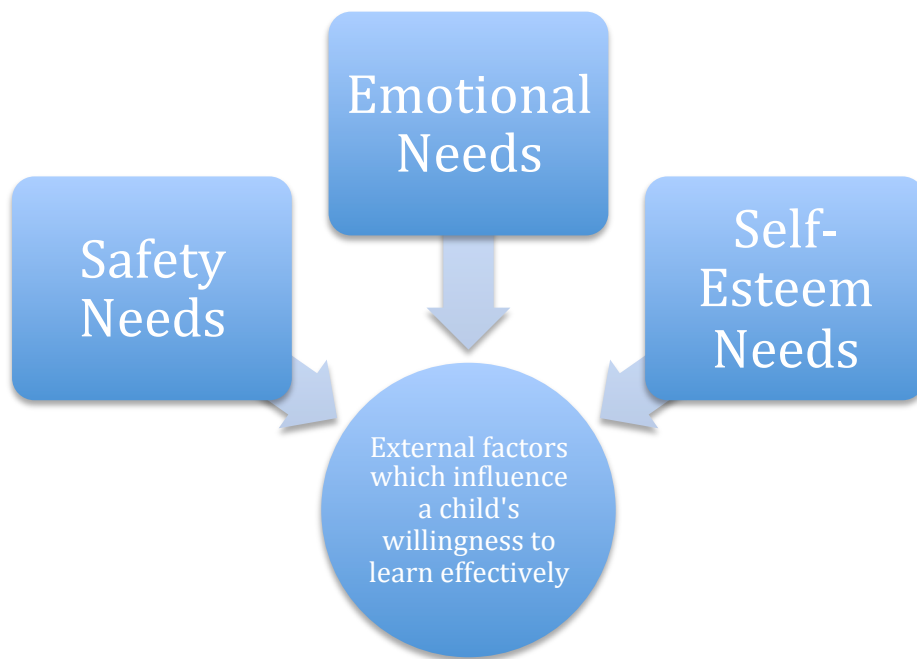 Safety
Needs
Emotional
Needs
Self-
Esteem
Needs
External factors
which influence
a child's
willingness to
learn effectively